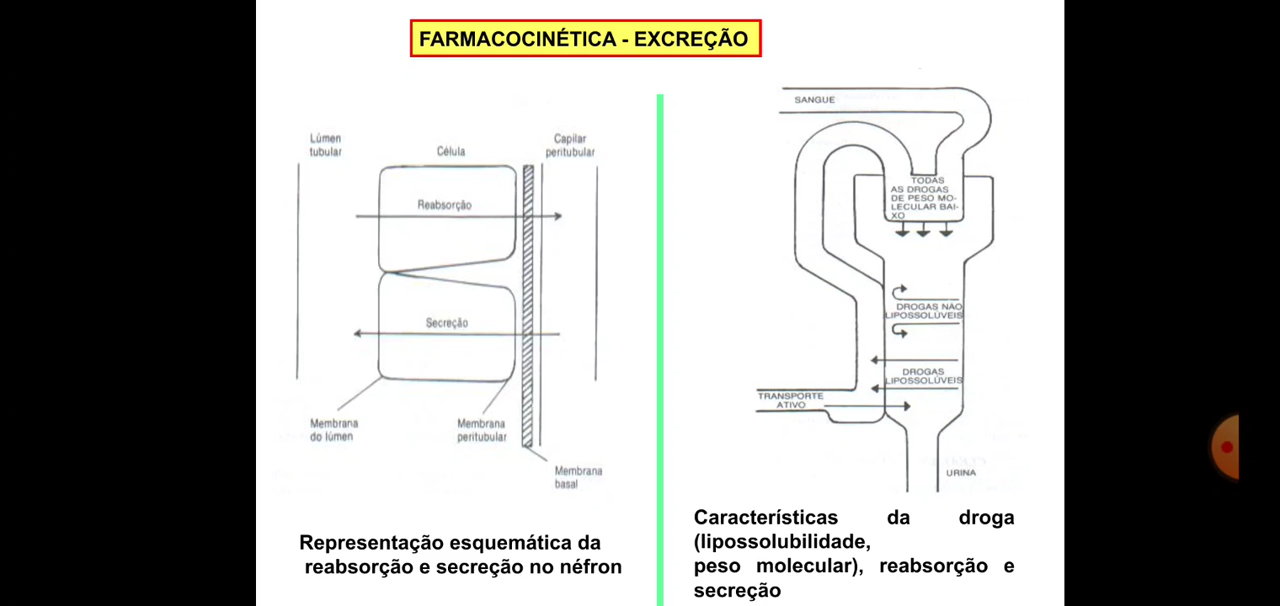 FARMACOCINÉTICA - EXCREÇÃO
Lúmen
tubular
Célula
Capilar
peritubular
Reabsorção
Secreção
Membrana
do lúmen
Membrana
peritubular
Membrana
basal
Representação esquemática da
reabsorção e secreção no néfron
SANGUE
TODAS
AS DROGAS
DE PESO MO-
LECULAR BAI-
XO
DROGAS NÃO
LIPOSSOLÚVEIS
DROGAS
LIPOSSOLÚVEIS
TRANSPORTE
ATIVO
URINA
Características da droga
(lipossolubilidade,
peso molecular), reabsorção e
secreção